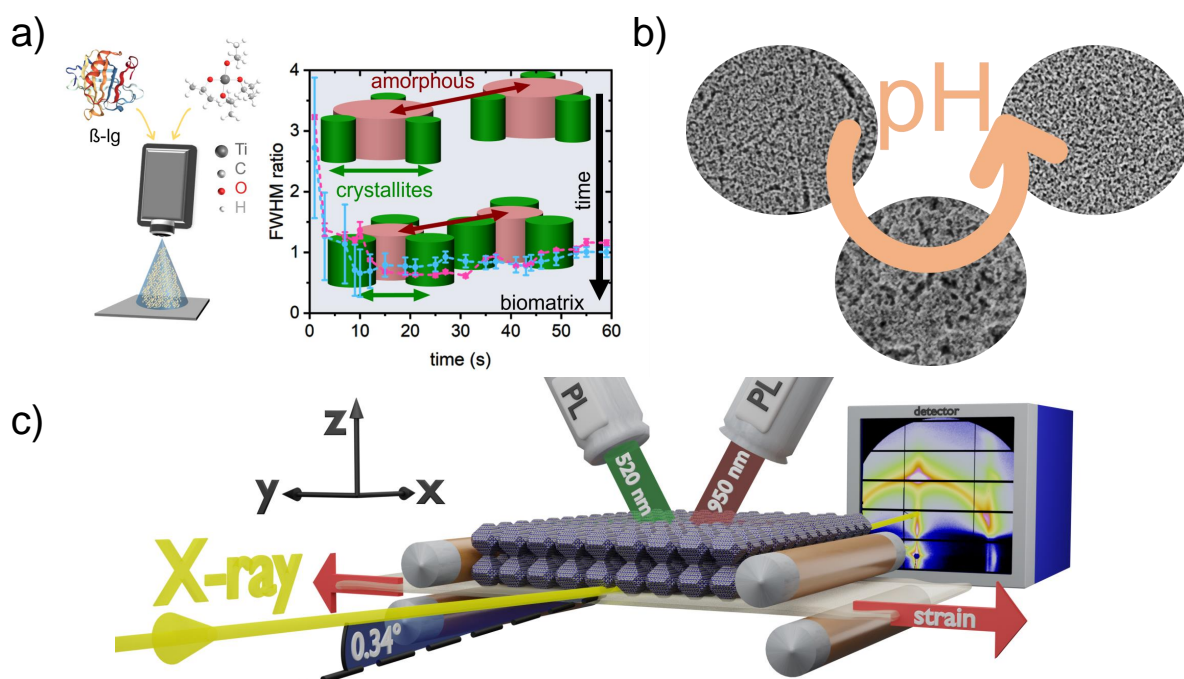 a)
ß-lg
Ti
C
O
H
4
3
2
1
0
FWHM ratio
amorphous
crystallites
time
biomatrix
0 10 20 30 40 50 60
time (s)
b)
pH
c)
z
y
x
PL
PL
520 nm
950 nm
detector
X-ray
0.34°
strain